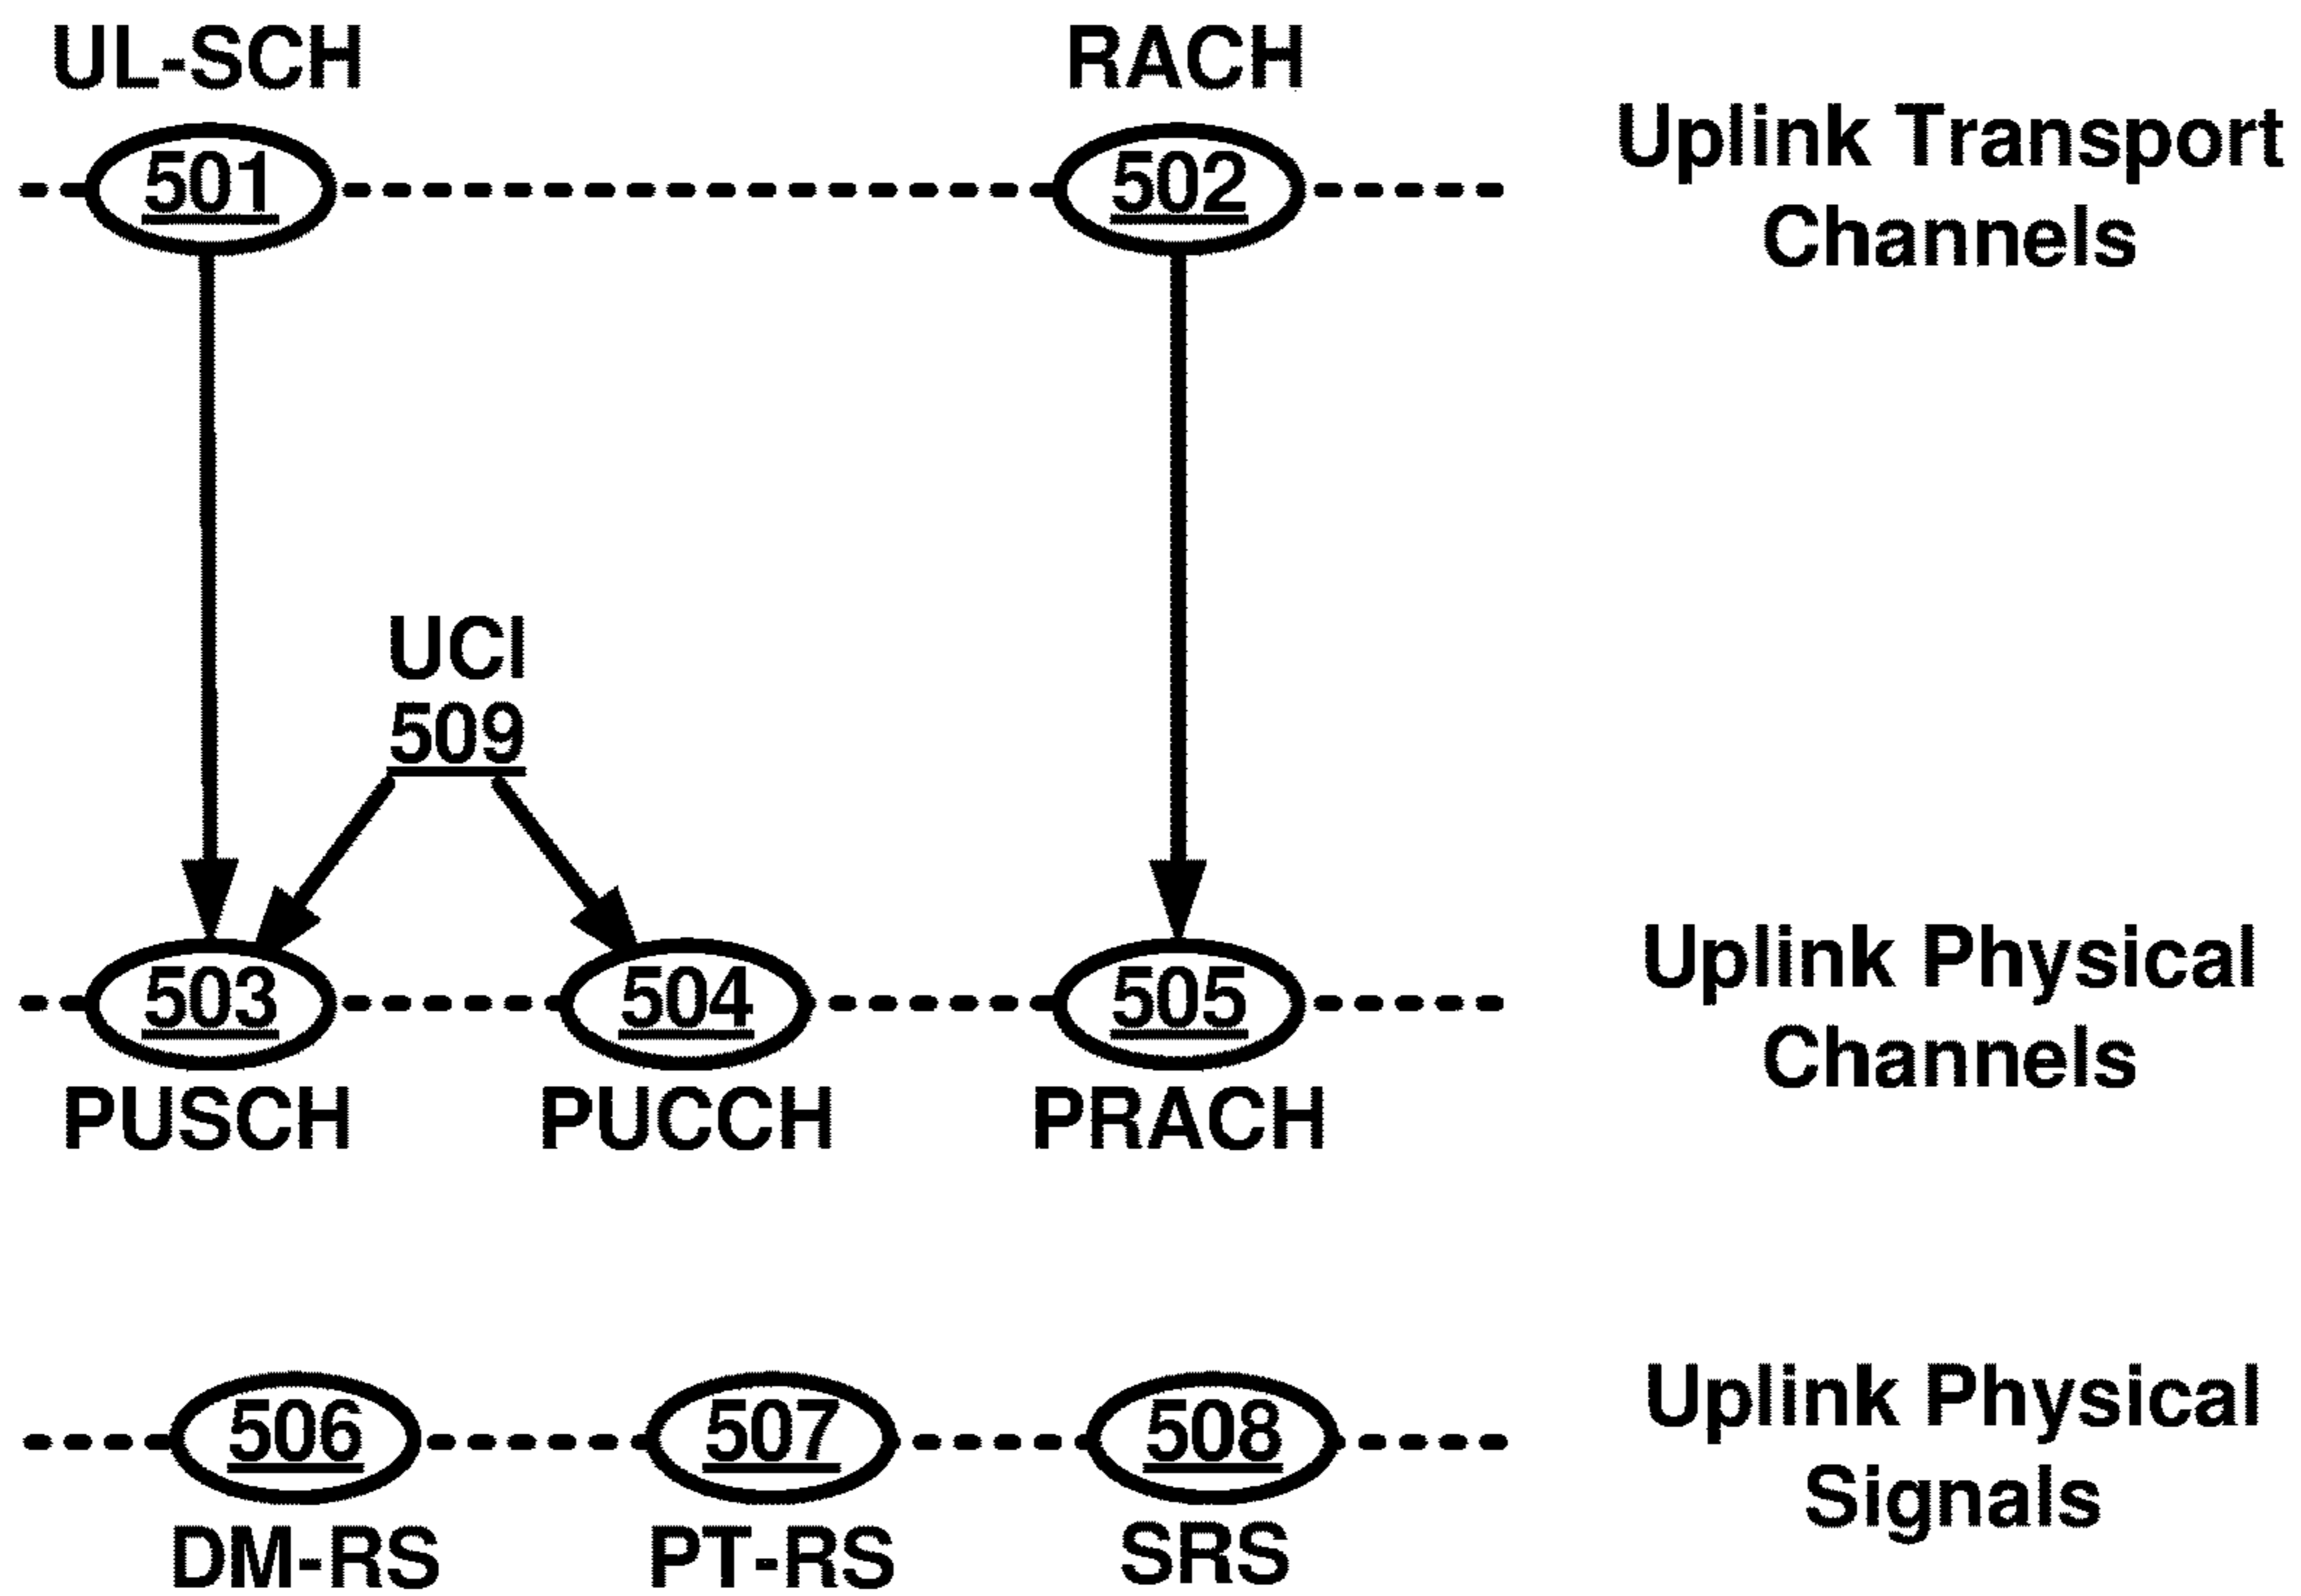 UL-SCH
RACH
501
502
Uplink Transport
Channels
UCI
509
503
504
505
Uplink Physical
Channels
PUSCH
PUCCH
PRACH
506
507
508
Uplink Physical
Signals
DM-RS
PT-RS
SRS